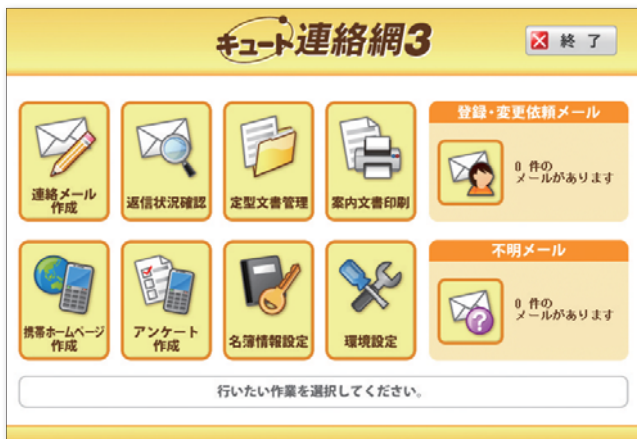 キュート連絡網3
終 了
連絡メール
作成
返信状況確認
定型文書管理
案内文書印刷
登録・変更依頼メール
0 件の
メールがあります
携帯ホームページ
作成
アンケート
作成
名簿情報設定
環境設定
不明メール
0 件の
メールがあります
行いたい作業を選択してください。